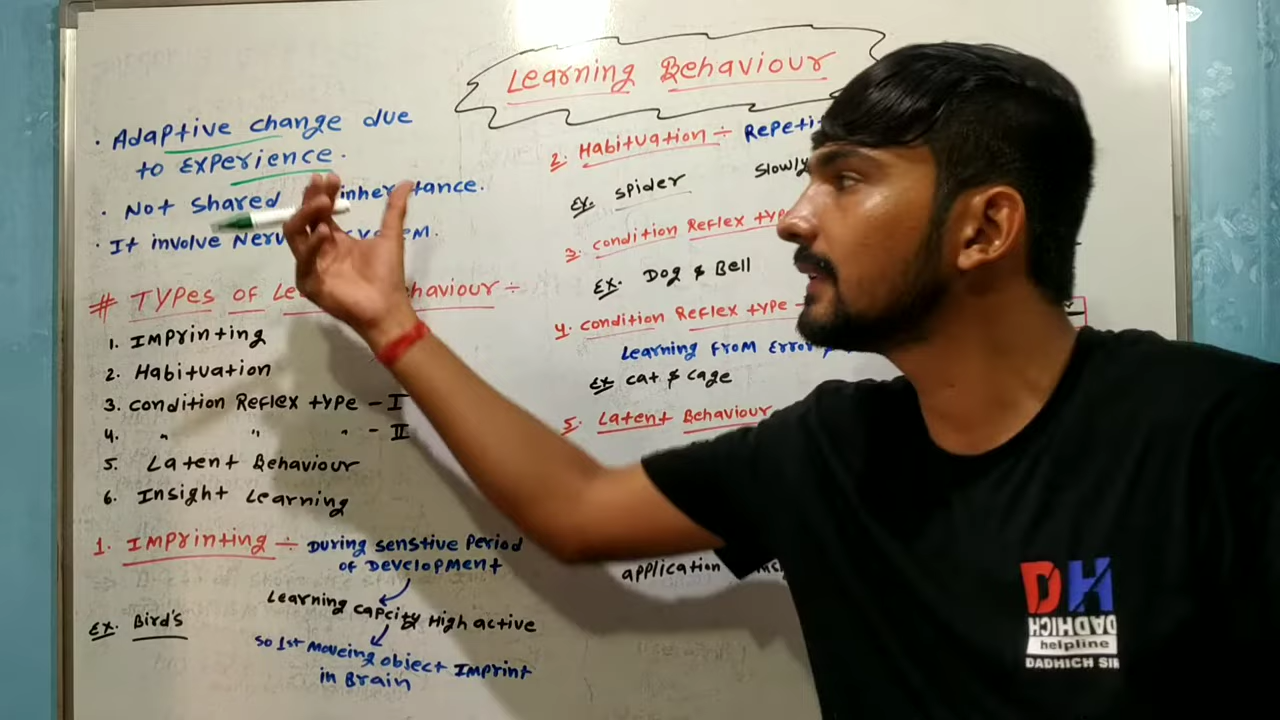 Learning Behaviour
• Adaptive change due
to Experience.
• Not shared inheritance.
• It involve
# Types of Behaviour ÷
1. Imprinting
2. Habituation
3. condition Reflex type - I
4. " " " - II
5. Latent Behaviour
6. Insight Learning
1. Imprinting ÷ During senstive Period
of Development
Learning capcity High active
Ex. Bird's
so 1st Moveing object Imprint
in Brain
2. Habituation ÷
slowly
Ex. spider
3. condition Reflex type
Ex. Dog & Bell
4. condition Reflex type -
Learning From Error
Ex cat & cage
5. Latent Behaviour
application
DH
DADHICH
helpline
DADHICH